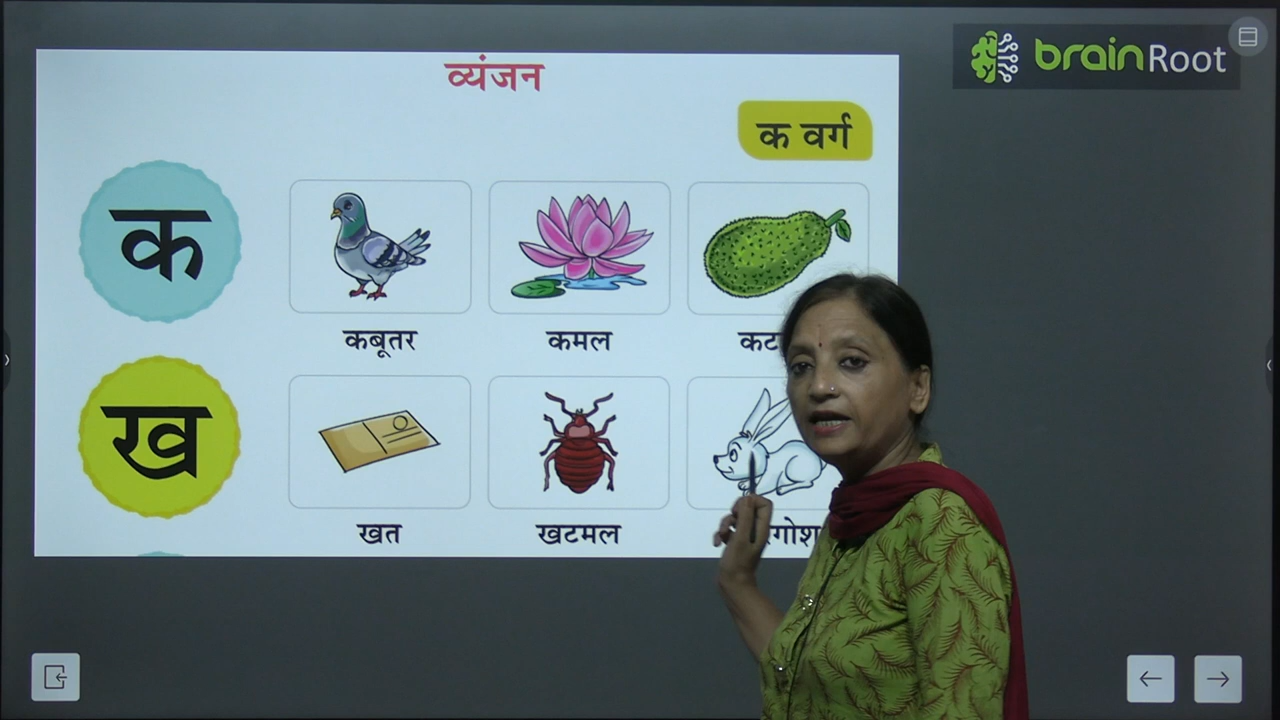 brainRoot
व्यंजन
क वर्ग
क
कबूतर कमल
ख
खत खटमल